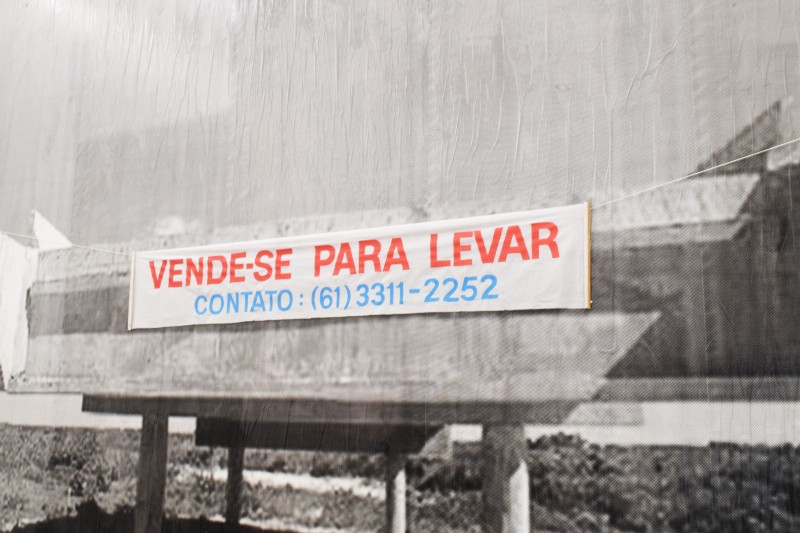 VENDE-SE PARA LEVAR
CONTATO: (61) 3311-2252